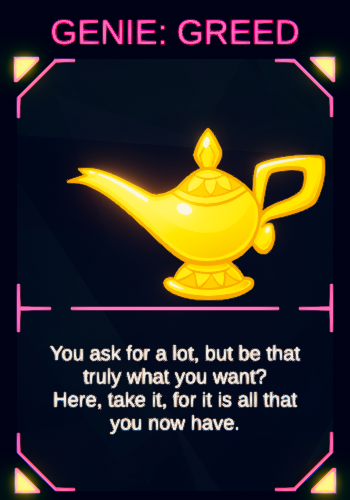 GENIE: GREED
You ask for a lot, but be that
truly what you want?
Here, take it, for it is all that
you now have.